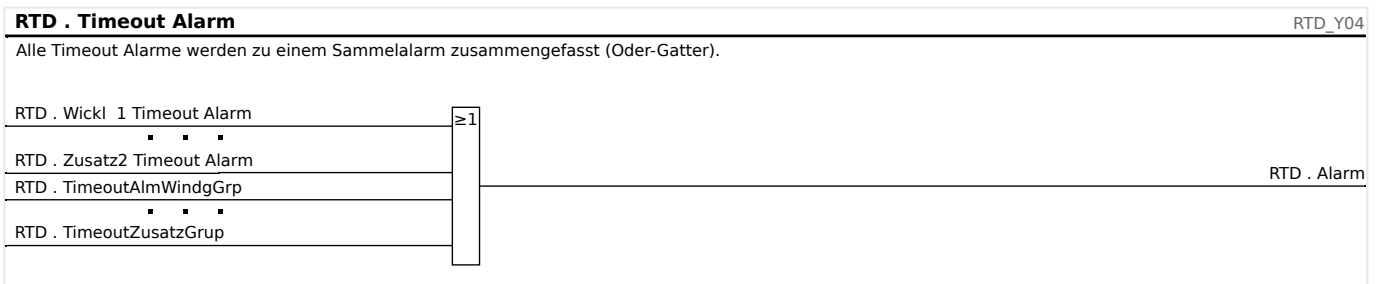 RTD . Timeout Alarm RTD_Y04
Alle Timeout Alarme werden zu einem Sammelalarm zusammengefasst (Oder-Gatter).
RTD . Wickl  1 Timeout Alarm
≥1
RTD . Zusatz2 Timeout Alarm
RTD . Alarm
RTD . TimeoutAlmWindgGrp
RTD . TimeoutZusatzGrup